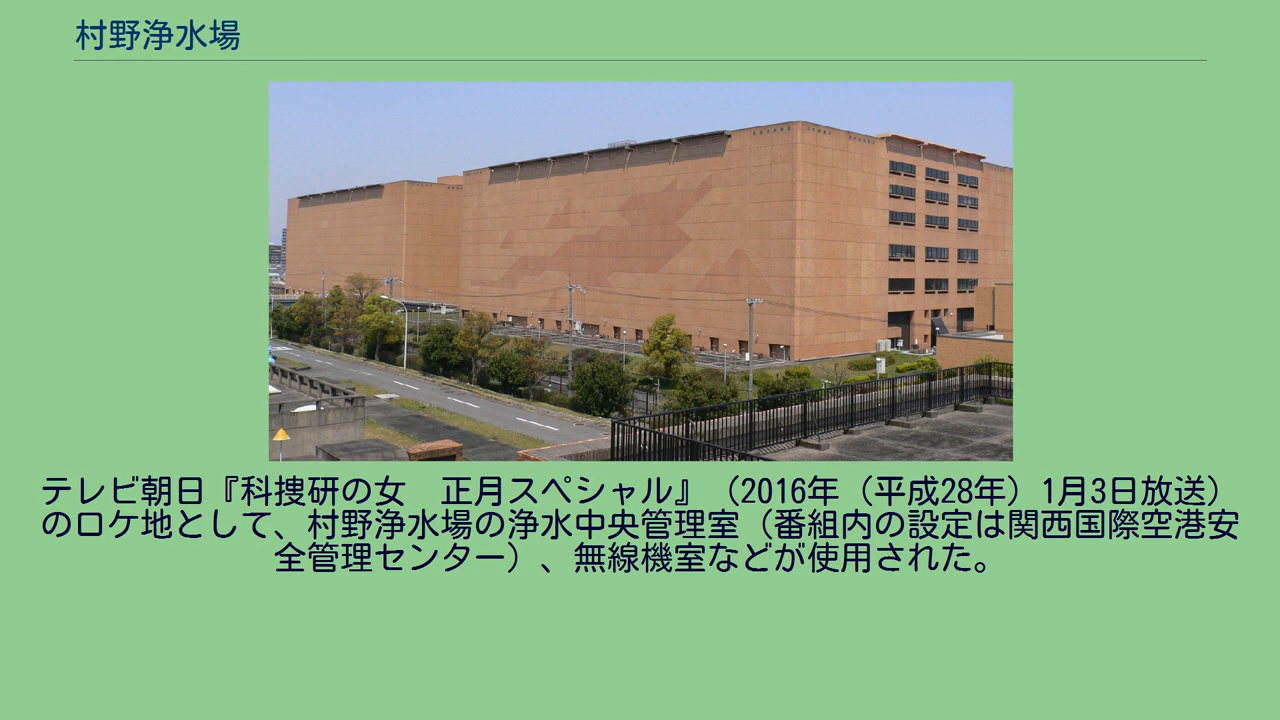 村野浄水場
テレビ朝日『科捜研の女　正月スペシャル』（2016年（平成28年）1月3日放送）
のロケ地として、村野浄水場の浄水中央管理室（番組内の設定は関西国際空港安
全管理センター）、無線機室などが使用された。